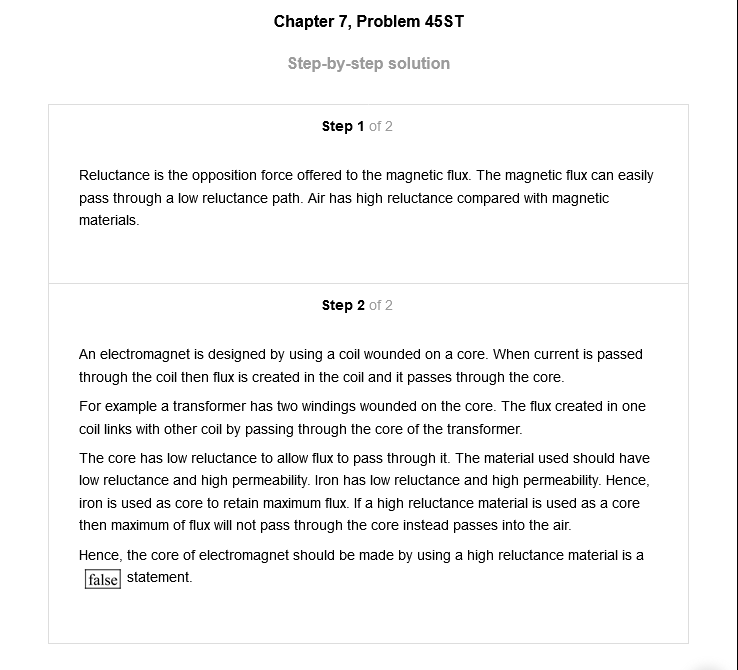 Chapter 7, Problem 45ST
Step-by-step solution
Step 1 of 2
Reluctance is the opposition force offered to the magnetic flux. The magnetic flux can easily
pass through a low reluctance path. Air has high reluctance compared with magnetic
materials.
Step 2 of 2
An electromagnet is designed by using a coil wounded on a core. When current is passed
through the coil then flux is created in the coil and it passes through the core.
For example a transformer has two windings wounded on the core. The flux created in one
coil links with other coil by passing through the core of the transformer.
The core has low reluctance to allow flux to pass through it. The material used should have
low reluctance and high permeability. Iron has low reluctance and high permeability. Hence,
iron is used as core to retain maximum flux. If a high reluctance material is used as a core
then maximum of flux will not pass through the core instead passes into the air.
Hence, the core of electromagnet should be made by using a high reluctance material is a
false statement.